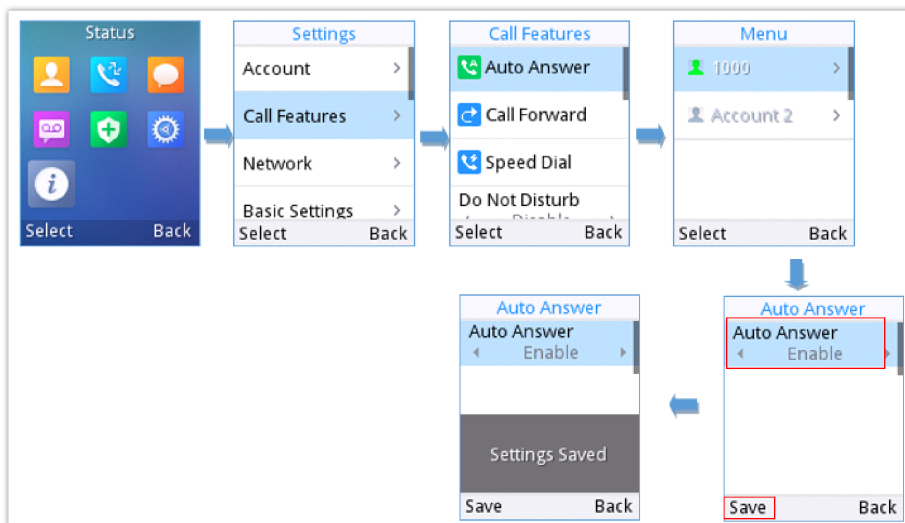 Status
Select Back
Settings
Account
Call Features
Network
Basic Settings
Select Back
Call Features
Auto Answer
Call Forward
Speed Dial
Do Not Disturb
Disable
Select Back
Menu
1000
Account 2
Select Back
Auto Answer
Auto Answer
Enable
Save Back
Auto Answer
Auto Answer
Enable
Settings Saved
Save Back